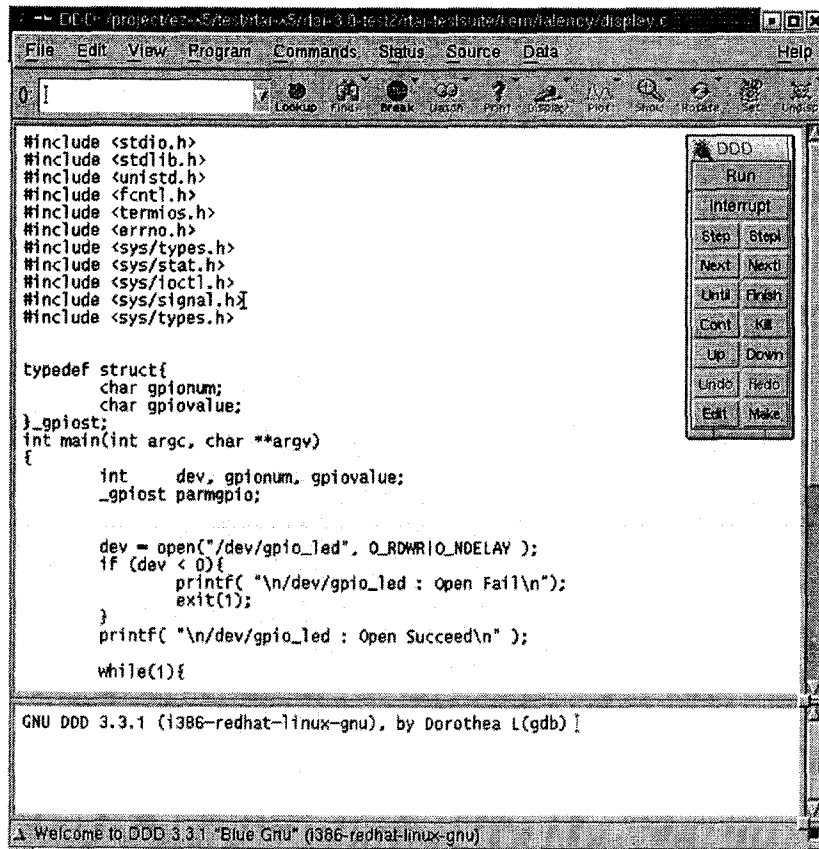 DDD: /project/ez-x5/test/rtai-x5/rtai-3.0-test2/rtai-testsuite/kern/latency/display.c
File Edit View Program Commands Status Source Data Help
0: Lookup Find» Break Watch Print Display Plot Show Rotate Set Undisp
#include <stdio.h>
#include <stdlib.h>
#include <unistd.h>
#include <fcntl.h>
#include <termios.h>
#include <errno.h>
#include <sys/types.h>
#include <sys/stat.h>
#include <sys/ioctl.h>
#include <sys/signal.h>
#include <sys/types.h>
typedef struct{
char gpionum;
char gpiovalue;
}_gpiost;
int main(int argc, char **argv)
{
int dev, gpionum, gpiovalue;
_gpiost parmgpio;
dev = open("/dev/gpio_led", O_RDWR|O_NDELAY );
if (dev < 0){
printf( "\n/dev/gpio_led : Open Fail\n");
exit(1);
}
printf( "\n/dev/gpio_led : Open Succeed\n" );
while(1){
DDD
Run
Interrupt
Step Stepi
Next Nexti
Until Finish
Cont Kill
Up Down
Undo Redo
Edit Make
GNU DDD 3.3.1 (i386-redhat-linux-gnu), by Dorothea L(gdb)
Welcome to DDD 3.3.1 "Blue Gnu" (i386-redhat-linux-gnu)